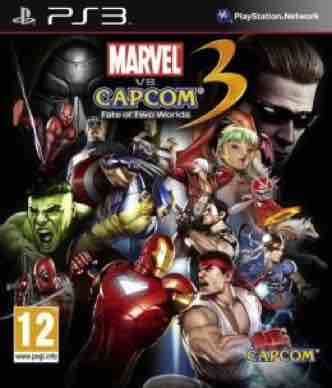 PS3
PlayStation.Network
MARVEL
VS.
CAPCOM
3
Fate of Two Worlds
12
www.pegi.info
CAPCOM